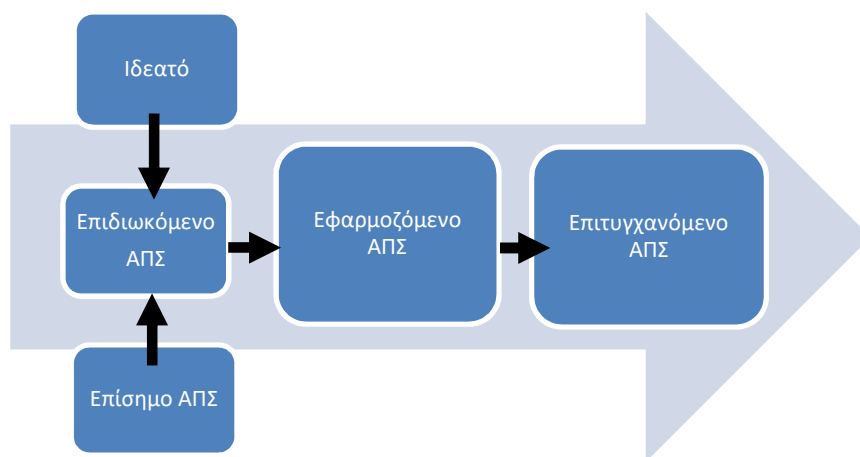 Ιδεατό
Επιδιωκόμενο
ΑΠΣ
Εφαρμοζόμενο
ΑΠΣ
Επιτυγχανόμενο
ΑΠΣ
Επίσημο ΑΠΣ